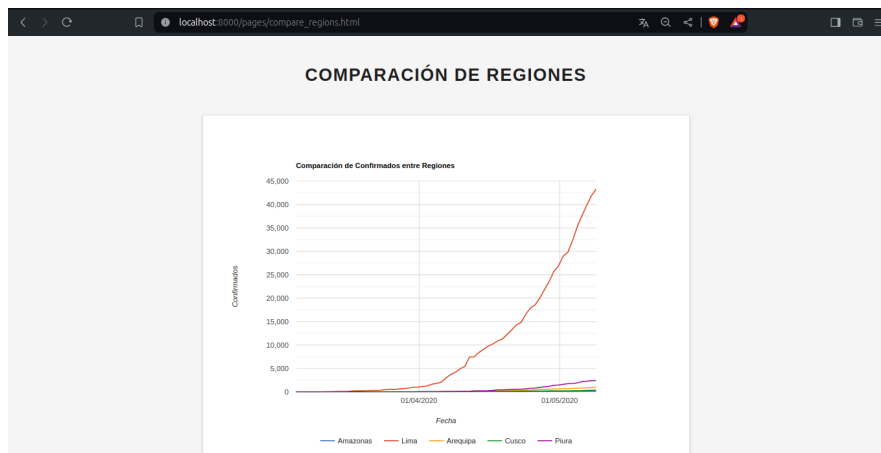 localhost:8000/pages/compare_regions.html
COMPARACIÓN DE REGIONES
Comparación de Confirmados entre Regiones
45,000
40,000
35,000
30,000
25,000
20,000
15,000
10,000
5,000
0
Confirmados
01/04/2020 01/05/2020
Fecha
Amazonas Lima Arequipa Cusco Piura